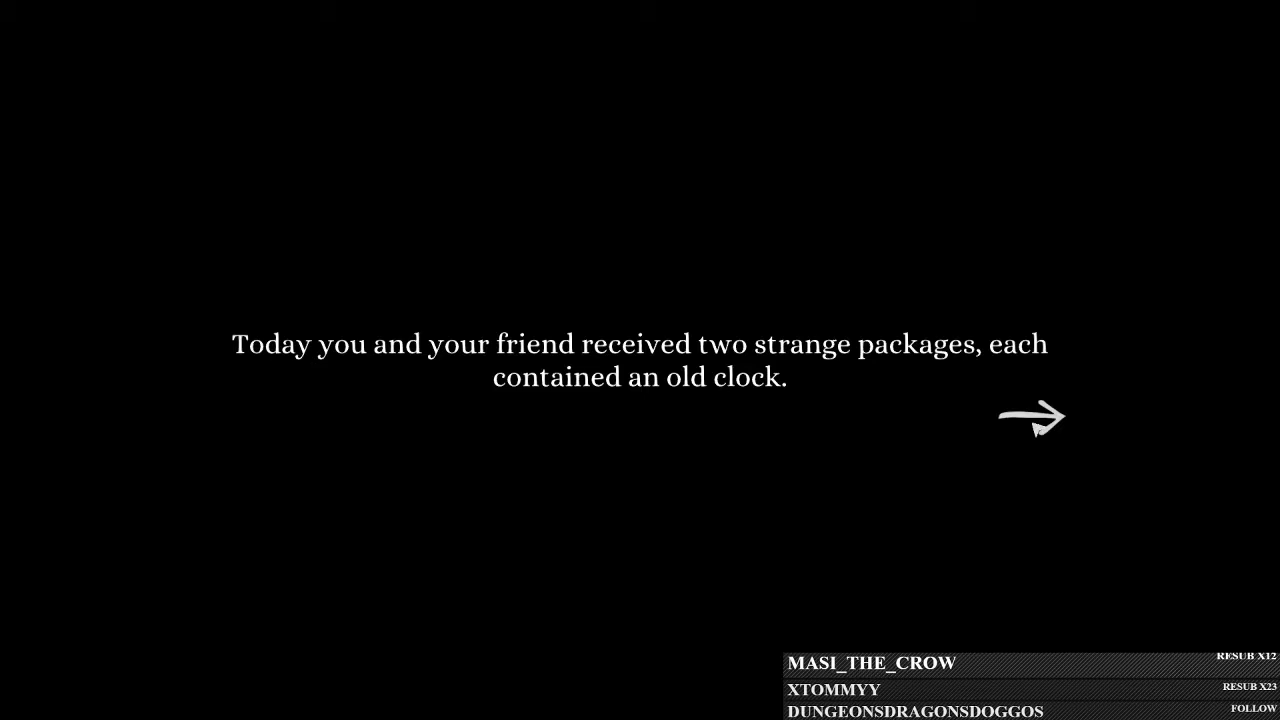 Today you and your friend received two strange packages, each
contained an old clock.
MASI_THE_CROW RESUB X12
XTOMMYY RESUB X23
DUNGEONSDRAGONSDOGGOS FOLLOW